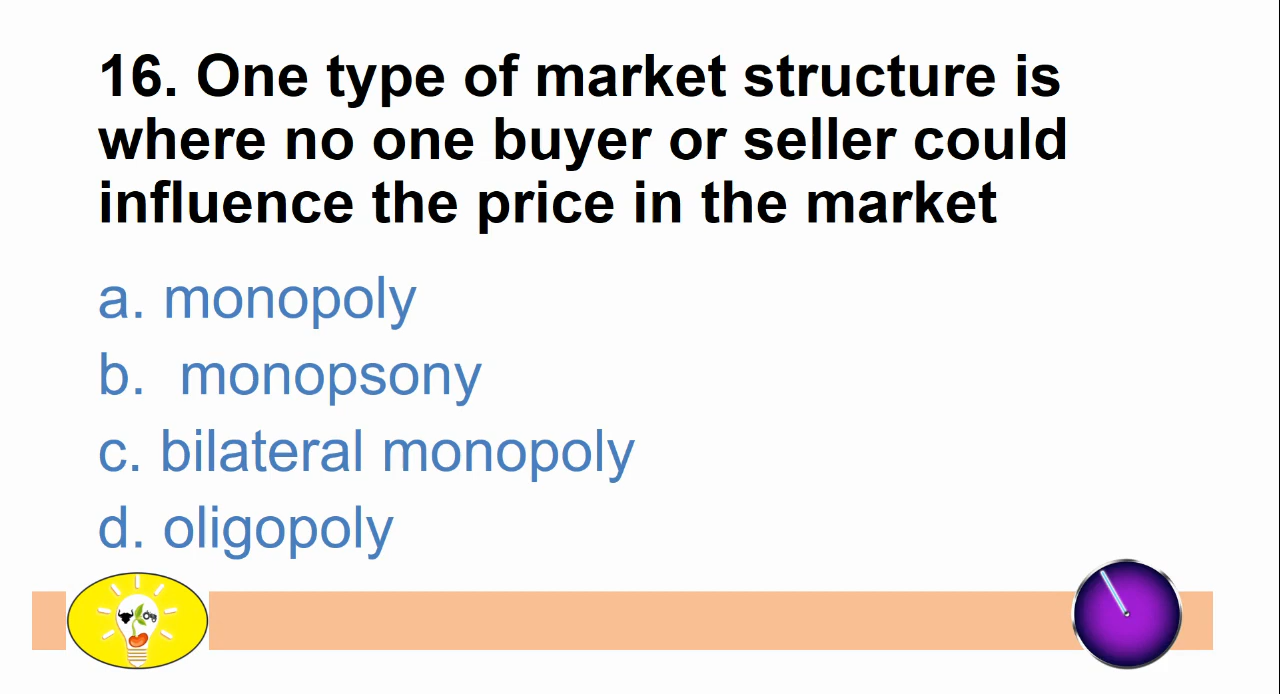 16. One type of market structure is
where no one buyer or seller could
influence the price in the market
a. monopoly
b. monopsony
c. bilateral monopoly
d. oligopoly